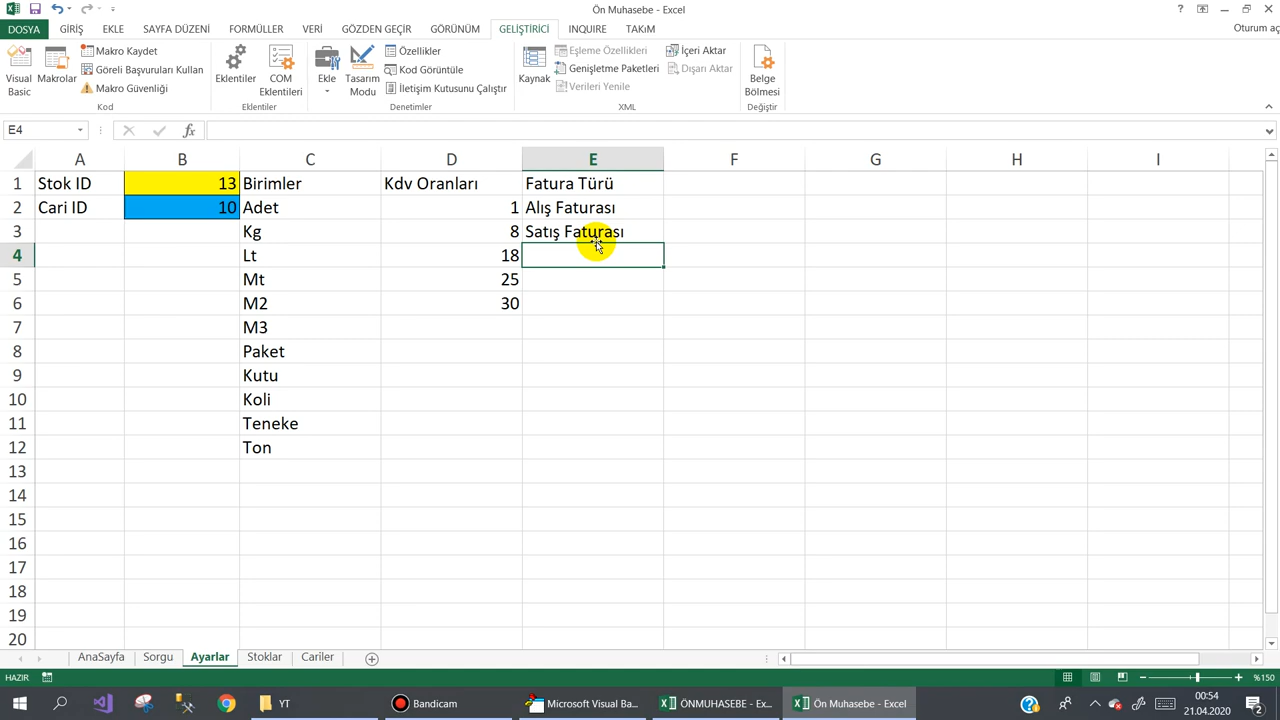 Ön Muhasebe - Excel
DOSYA GİRİŞ EKLE SAYFA DÜZENİ FORMÜLLER VERİ GÖZDEN GEÇİR GÖRÜNÜM GELİŞTİRİCİ INQUIRE TAKıM Oturum aç
Visual Basic
Makrolar
Makro Kaydet
Göreli Başvuruları Kullan
Makro Güvenliği
Kod
Eklentiler
COM Eklentileri
Eklentiler
Ekle
Tasarım Modu
Özellikler
Kod Görüntüle
İletişim Kutusunu Çalıştır
Denetimler
Kaynak
Eşleme Özellikleri
Genişletme Paketleri
Verileri Yenile
İçeri Aktar
Dışarı Aktar
XML
Belge Bölmesi
Değiştir
E4 fx
A B C D E F G H I
1 Stok ID 13 Birimler Kdv Oranları Fatura Türü
2 Cari ID 10 Adet 1 Alış Faturası
3 Kg 8 Satış Faturası
4 Lt 18
5 Mt 25
6 M2 30
7 M3
8 Paket
9 Kutu
10 Koli
11 Teneke
12 Ton
13
14
15
16
17
18
19
20
AnaSayfa Sorgu Ayarlar Stoklar Cariler
HAZIR %150
YT Bandicam Microsoft Visual Ba... ÖNMUHASEBE - Ex... Ön Muhasebe - Excel 00:54
21.04.2020 2